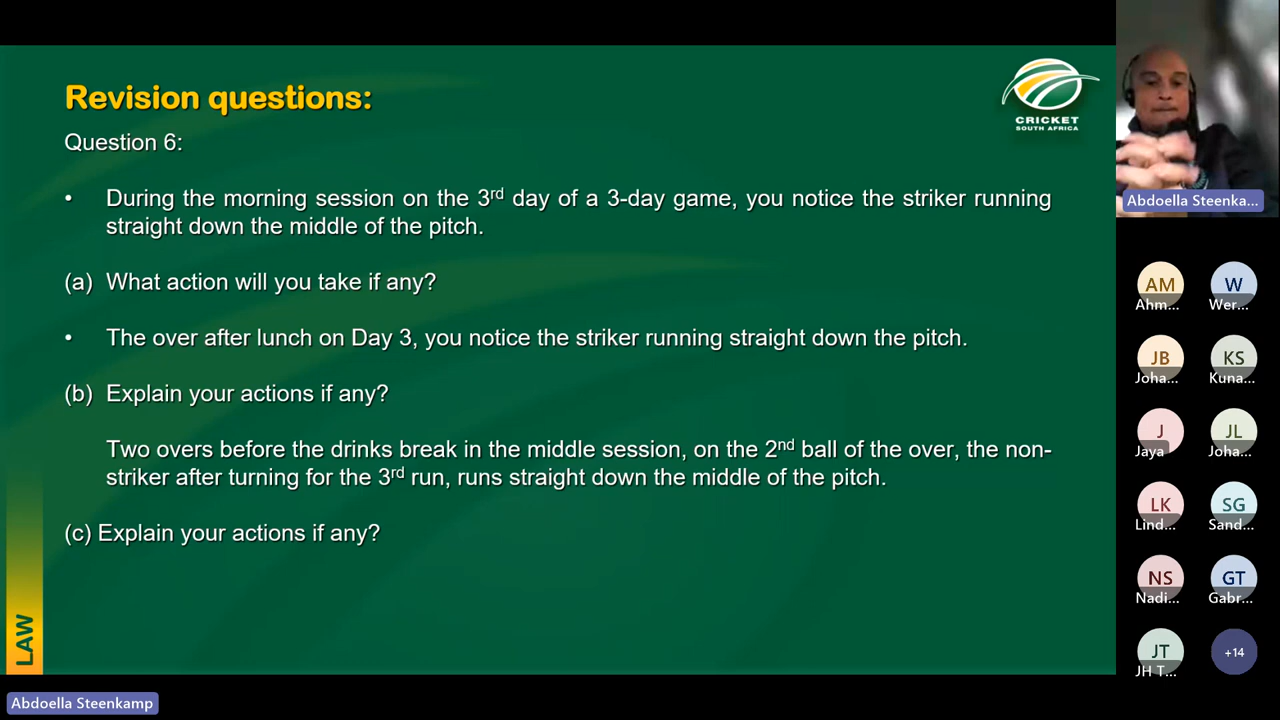 Revision questions:
CRICKET
SOUTH AFRICA
Question 6:
• During the morning session on the 3rd day of a 3-day game, you notice the striker running
straight down the middle of the pitch.
(a) What action will you take if any?
• The over after lunch on Day 3, you notice the striker running straight down the pitch.
(b) Explain your actions if any?
Two overs before the drinks break in the middle session, on the 2nd ball of the over, the non-
striker after turning for the 3rd run, runs straight down the middle of the pitch.
(c) Explain your actions if any?
LAW
Abdoella Steenkamp
Abdoella Steenka...
AM
Ahm...
W
Wer...
JB
Joha...
KS
Kuna...
J
Jaya
JL
Joha...
LK
Lind...
SG
Sand...
NS
Nadi...
GT
Gabr...
JT
JH T...
+14